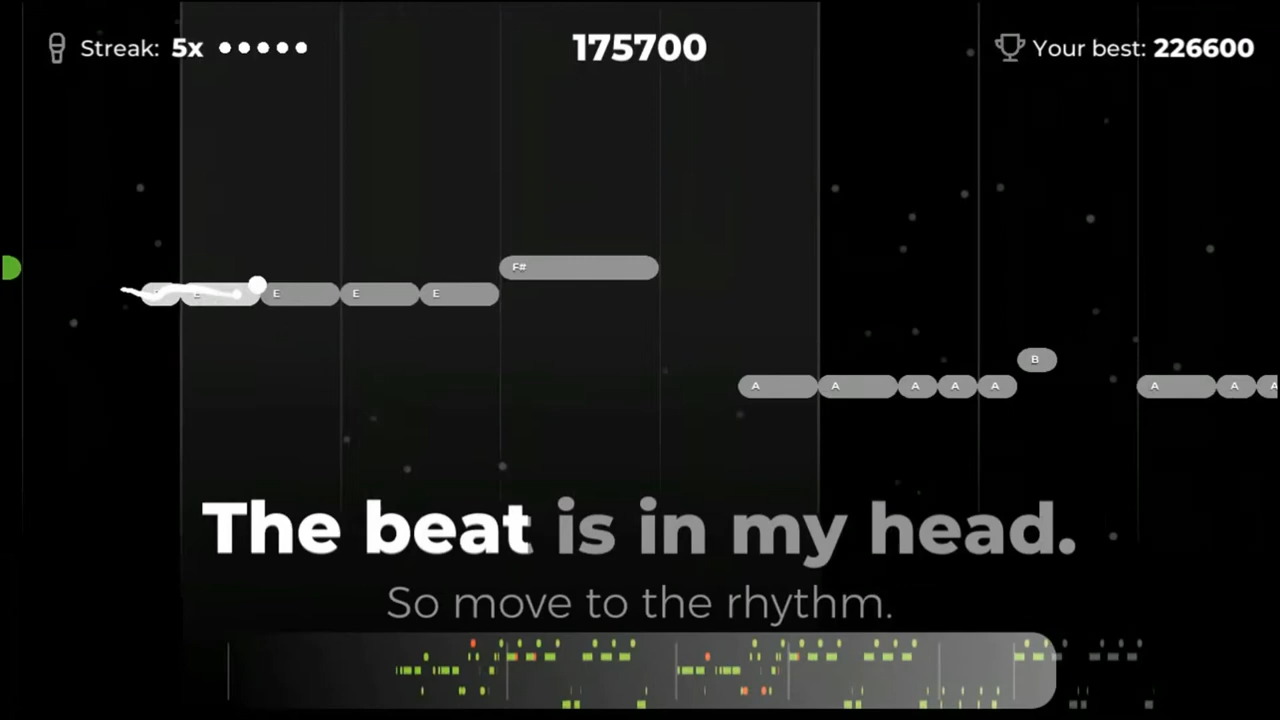 Streak: 5x
175700
Your best: 226600
F#
E E E E
B
A A A A A A A A
The beat is in my head.
So move to the rhythm.